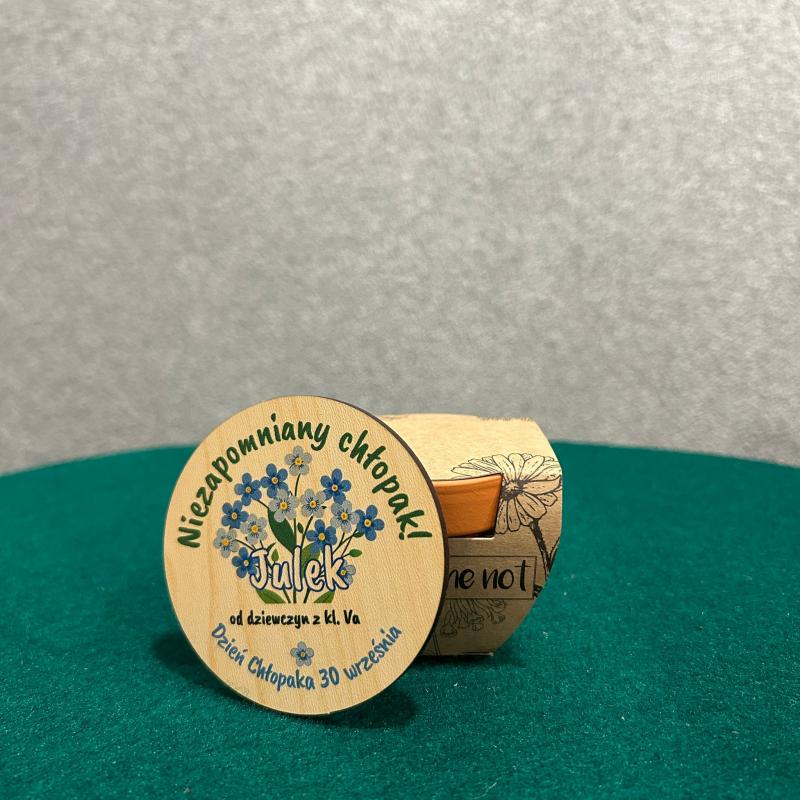 Niezapomniany chłopak!
Julek
od dziewczyn z kl. Va
Dzień Chłopaka 30 września
me not